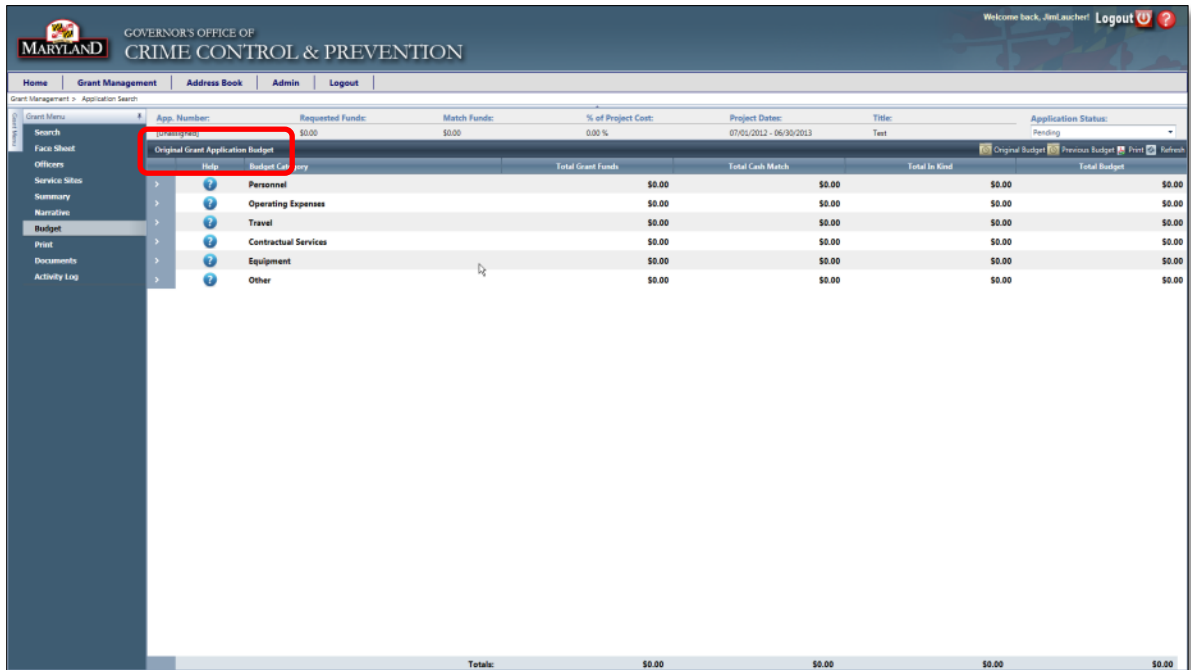 Welcome back, JimLaucher! Logout
MARYLAND
GOVERNOR'S OFFICE OF
CRIME CONTROL & PREVENTION
Home Grant Management Address Book Admin Logout
Grant Management > Application Search
Grant Menu
Grant Menu
Search
Face Sheet
Officers
Service Sites
Summary
Narrative
Budget
Print
Documents
Activity Log
App. Number: Requested Funds: Match Funds: % of Project Cost: Project Dates: Title: Application Status:
[Unassigned] $0.00 $0.00 0.00 % 07/01/2012 - 06/30/2013 Test Pending
Original Grant Application Budget Original Budget Previous Budget Print Refresh
Help Budget Category Total Grant Funds Total Cash Match Total In Kind Total Budget
> ? Personnel $0.00 $0.00 $0.00 $0.00
> ? Operating Expenses $0.00 $0.00 $0.00 $0.00
> ? Travel $0.00 $0.00 $0.00 $0.00
> ? Contractual Services $0.00 $0.00 $0.00 $0.00
> ? Equipment $0.00 $0.00 $0.00 $0.00
> ? Other $0.00 $0.00 $0.00 $0.00
Totals: $0.00 $0.00 $0.00 $0.00